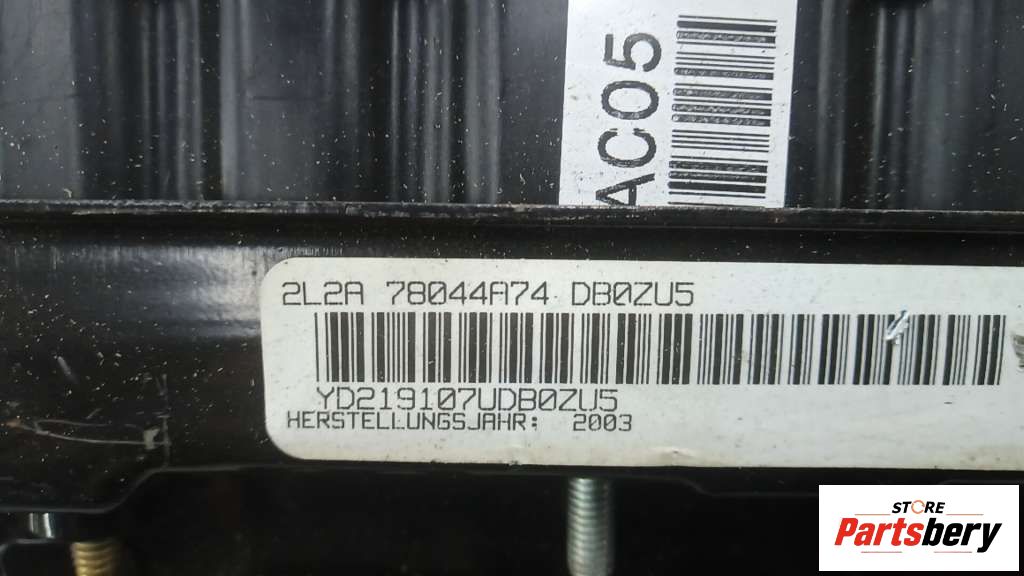 AC05
2L2A 78044A74 DB0ZU5
YD219107UDB0ZU5
HERSTELLUNGSJAHR: 2003
STORE
Partsbery